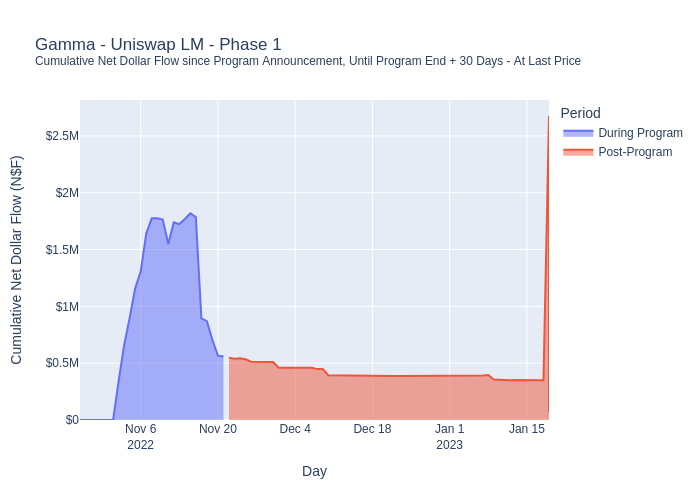 Gamma - Uniswap LM - Phase 1
Cumulative Net Dollar Flow since Program Announcement, Until Program End + 30 Days - At Last Price
Period
During Program
Post-Program
Cumulative Net Dollar Flow (N$F)
$2.5M
$2M
$1.5M
$1M
$0.5M
$0
Nov 6
2022
Nov 20
Dec 4
Dec 18
Jan 1
2023
Jan 15
Day